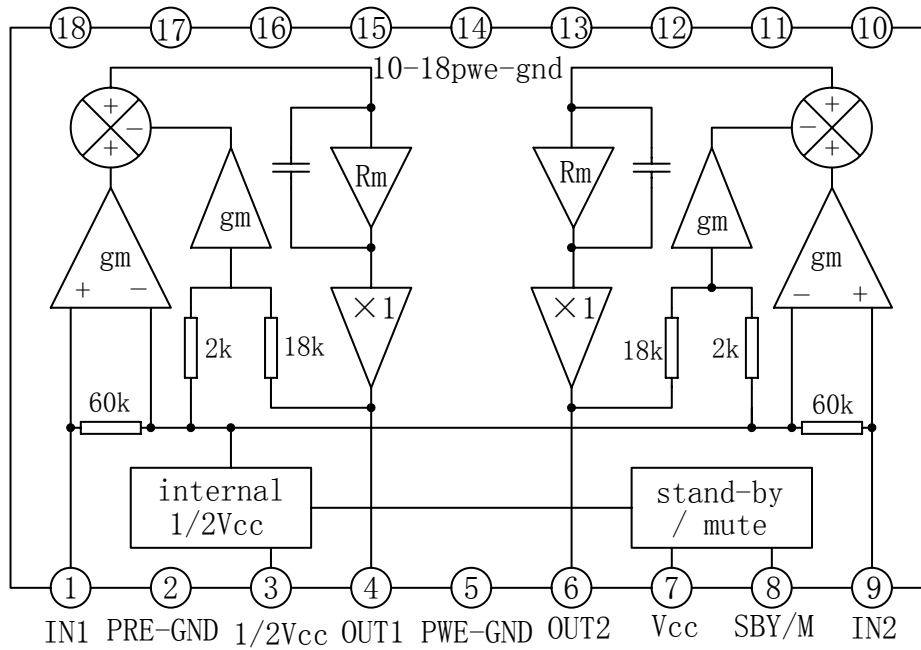 18 17 16 15 14 13 12 11 10
10-18pwe-gnd
+ − + Rm Rm + − +
gm gm gm gm
+ − ×1 ×1 − +
2k 18k 18k 2k
60k 60k
internal
1/2Vcc
stand-by
/ mute
1 2 3 4 5 6 7 8 9
IN1 PRE-GND 1/2Vcc OUT1 PWE-GND OUT2 Vcc SBY/M IN2